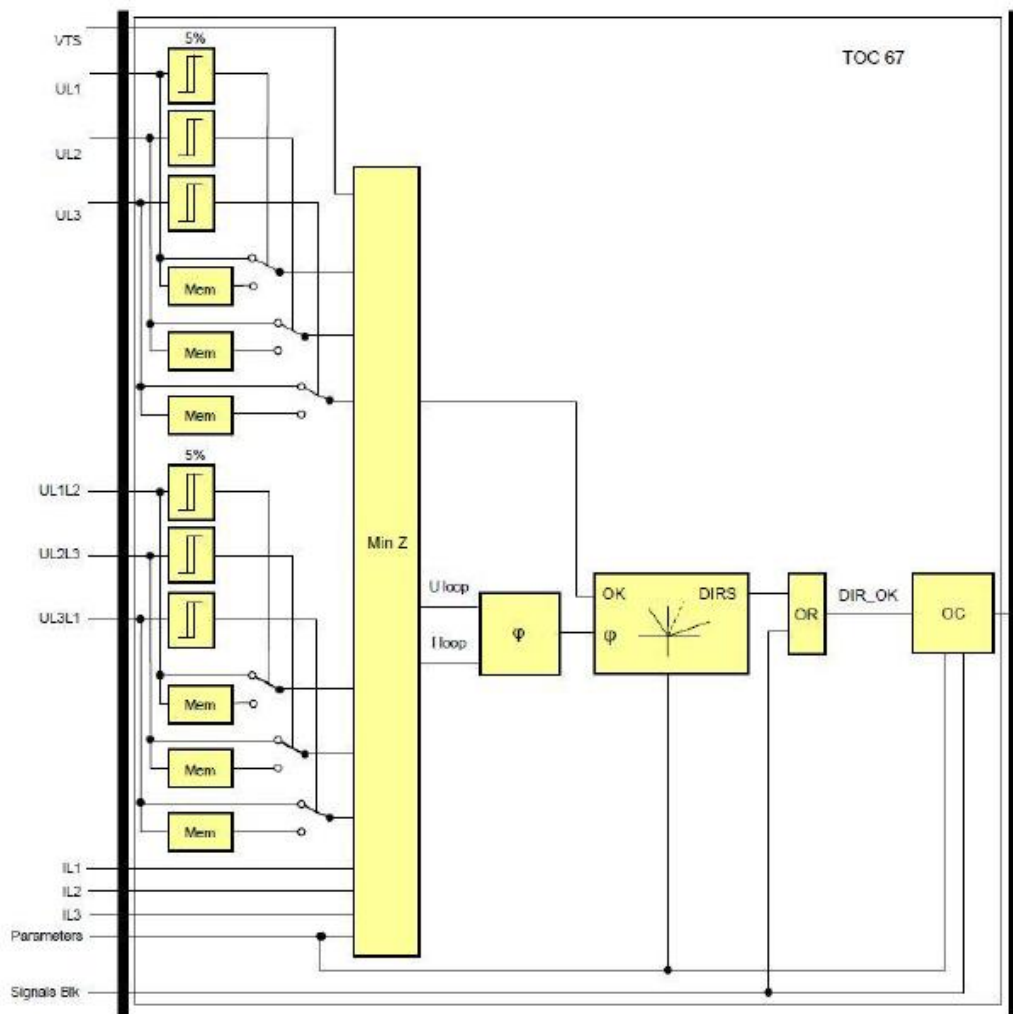 VTS
5%
TOC 67
UL1
UL2
UL3
Mem
Mem
Mem
5%
UL1L2
UL2L3
UL3L1
Min Z
U loop
I loop
φ
OK
DIRS
φ
OR
DIR_OK
OC
Mem
Mem
Mem
IL1
IL2
IL3
Parameters
Signals Blk